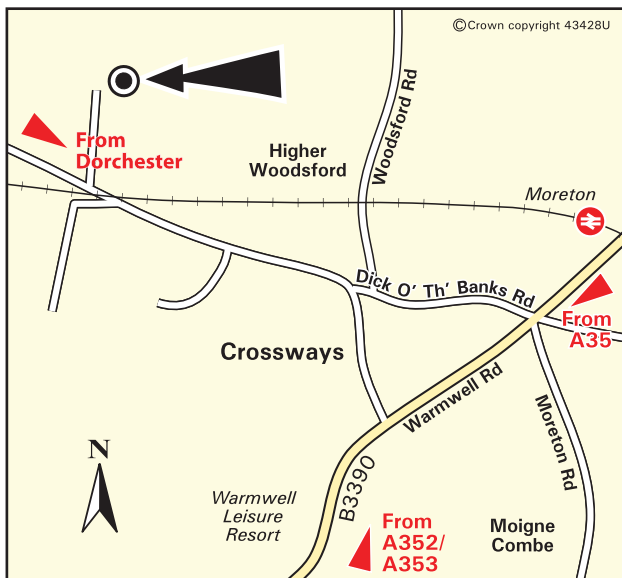 ©Crown copyright 43428U
From
Dorchester
Higher
Woodsford
Woodsford Rd
Moreton
Dick O' Th' Banks Rd
From
A35
Crossways
Warmwell Rd
Moreton Rd
N
B3390
Warmwell
Leisure
Resort
From
A352/
A353
Moigne
Combe